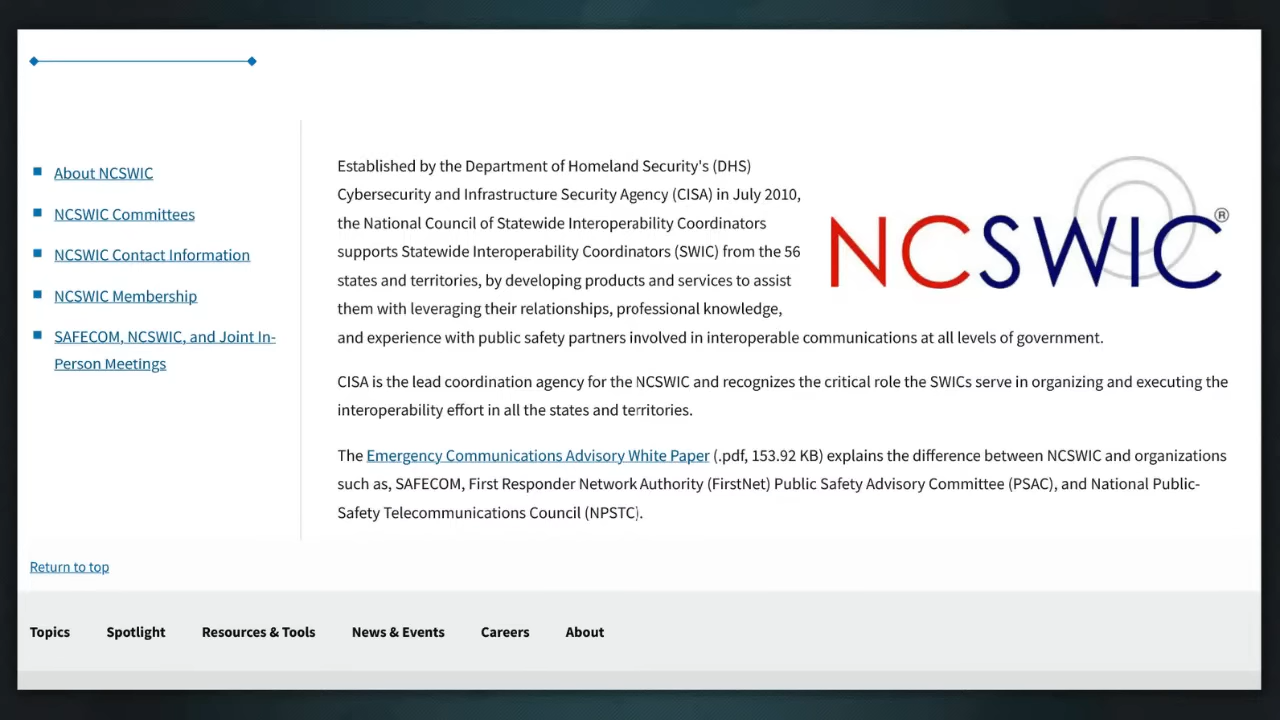 About NCSWIC
NCSWIC Committees
NCSWIC Contact Information
NCSWIC Membership
SAFECOM, NCSWIC, and Joint In-
Person Meetings
Established by the Department of Homeland Security's (DHS)
Cybersecurity and Infrastructure Security Agency (CISA) in July 2010,
the National Council of Statewide Interoperability Coordinators
supports Statewide Interoperability Coordinators (SWIC) from the 56
states and territories, by developing products and services to assist
them with leveraging their relationships, professional knowledge,
and experience with public safety partners involved in interoperable communications at all levels of government.
NCSWIC®
CISA is the lead coordination agency for the NCSWIC and recognizes the critical role the SWICs serve in organizing and executing the
interoperability effort in all the states and territories.
The Emergency Communications Advisory White Paper (.pdf, 153.92 KB) explains the difference between NCSWIC and organizations
such as, SAFECOM, First Responder Network Authority (FirstNet) Public Safety Advisory Committee (PSAC), and National Public-
Safety Telecommunications Council (NPSTC).
Return to top
Topics Spotlight Resources & Tools News & Events Careers About